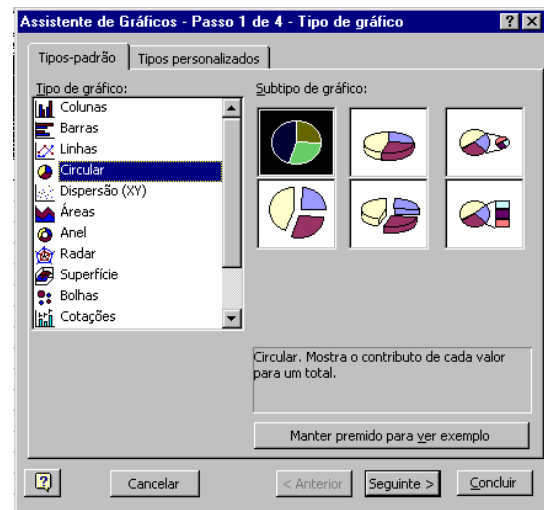 Assistente de Gráficos - Passo 1 de 4 - Tipo de gráfico
Tipos-padrão
Tipos personalizados
Tipo de gráfico:
Subtipo de gráfico:
Colunas
Barras
Linhas
Circular
Dispersão (XY)
Áreas
Anel
Radar
Superfície
Bolhas
Cotações
Circular. Mostra o contributo de cada valor
para um total.
Manter premido para ver exemplo
Cancelar
< Anterior
Seguinte >
Concluir